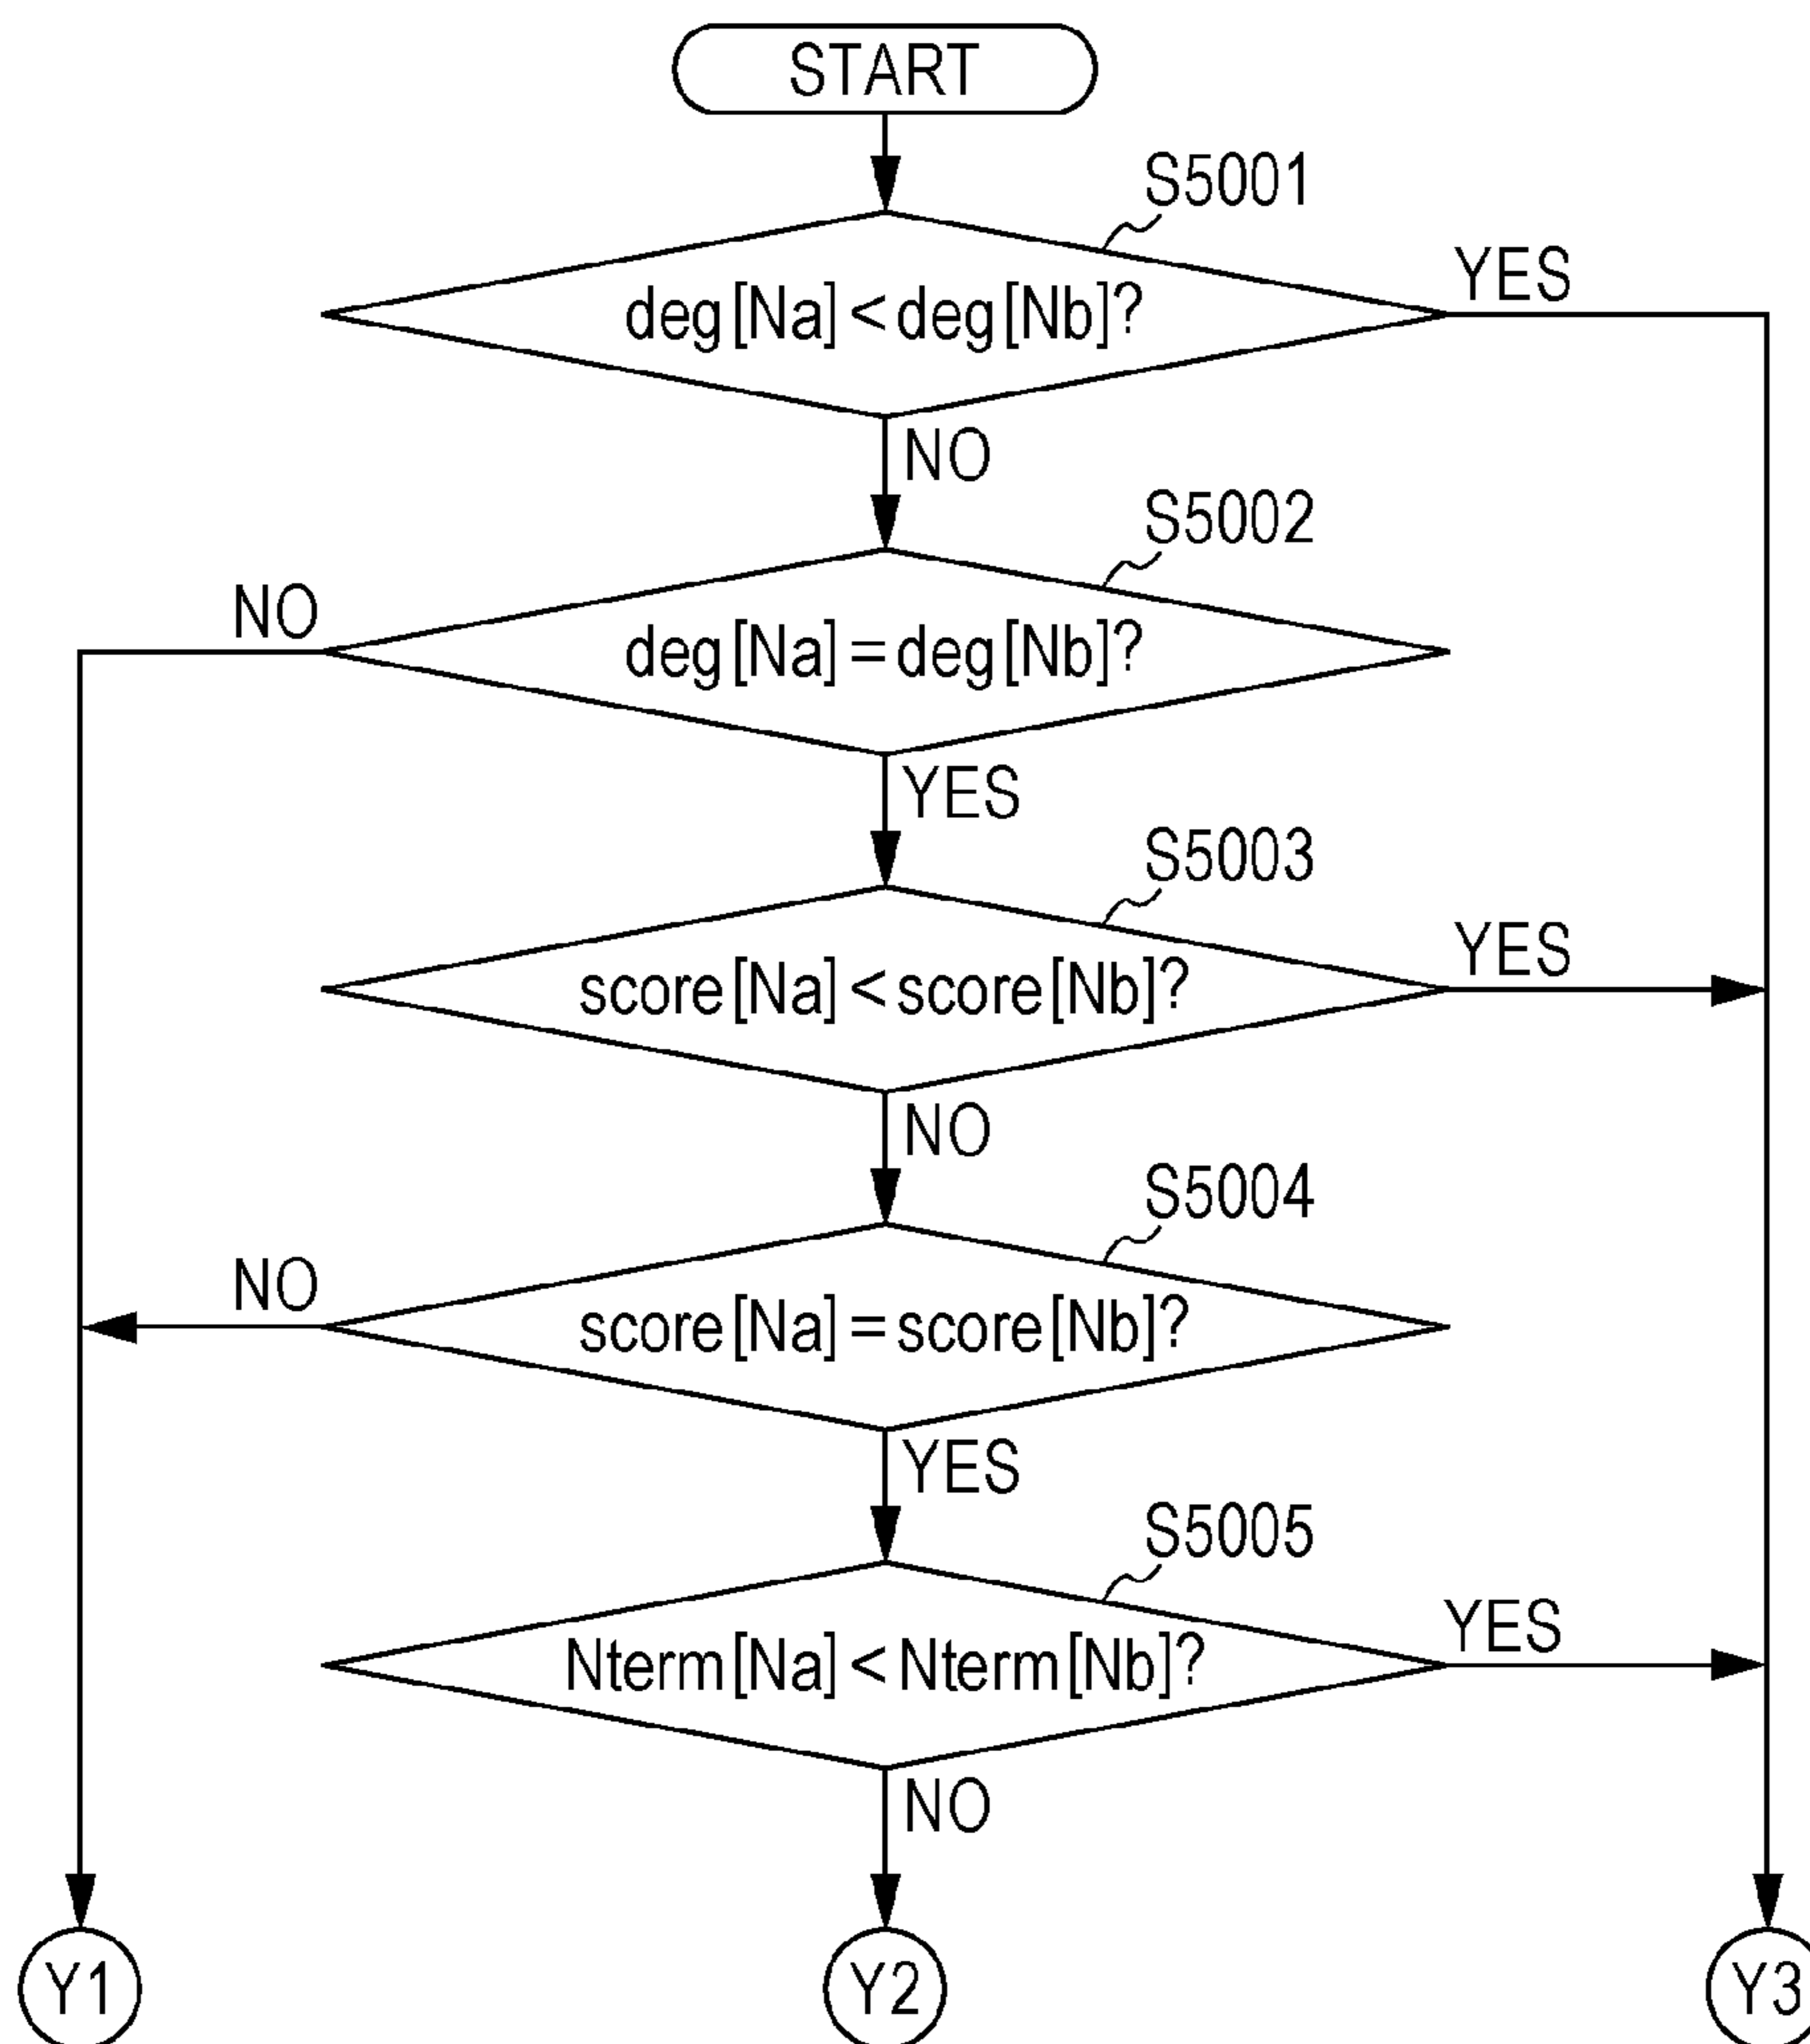 START
S5001
YES
deg[Na]<deg[Nb]?
NO
S5002
NO
deg[Na]=deg[Nb]?
YES
S5003
YES
score[Na]<score[Nb]?
NO
S5004
NO
score[Na]=score[Nb]?
YES
S5005
YES
Nterm[Na]<Nterm[Nb]?
NO
Y1
Y2
Y3